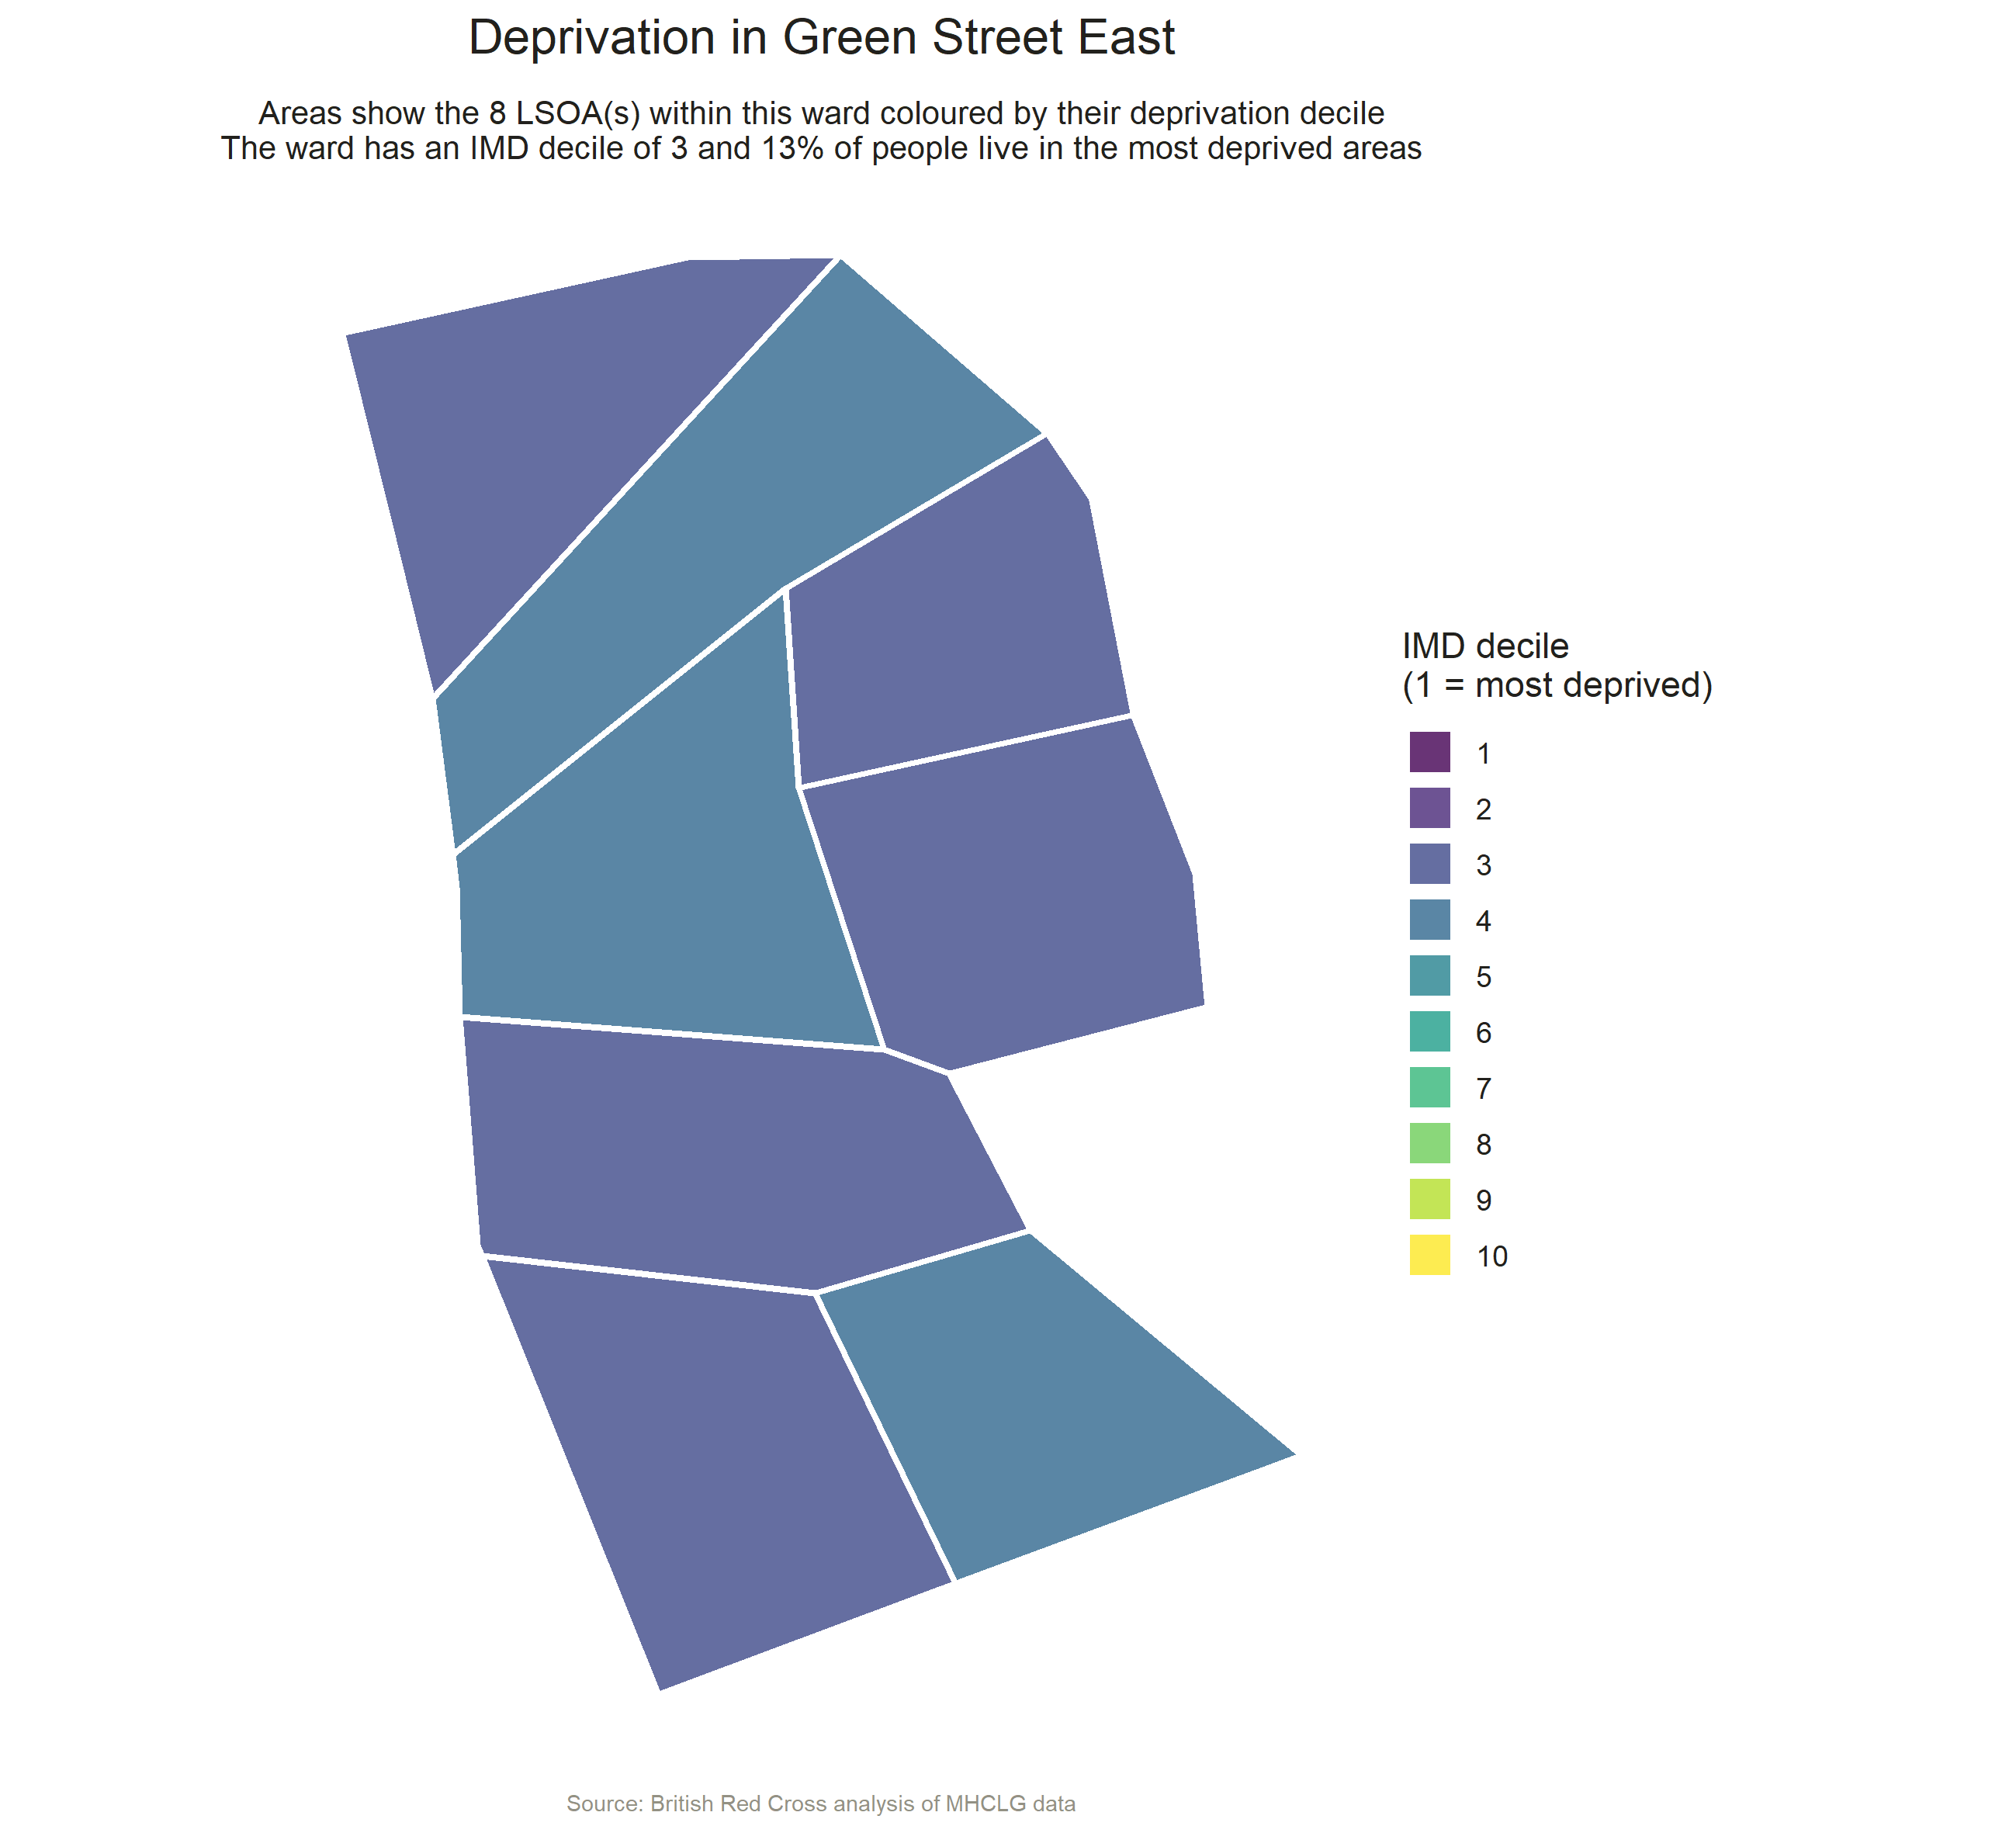 Deprivation in Green Street East
Areas show the 8 LSOA(s) within this ward coloured by their deprivation decile
The ward has an IMD decile of 3 and 13% of people live in the most deprived areas
IMD decile
(1 = most deprived)
1
2
3
4
5
6
7
8
9
10
Source: British Red Cross analysis of MHCLG data